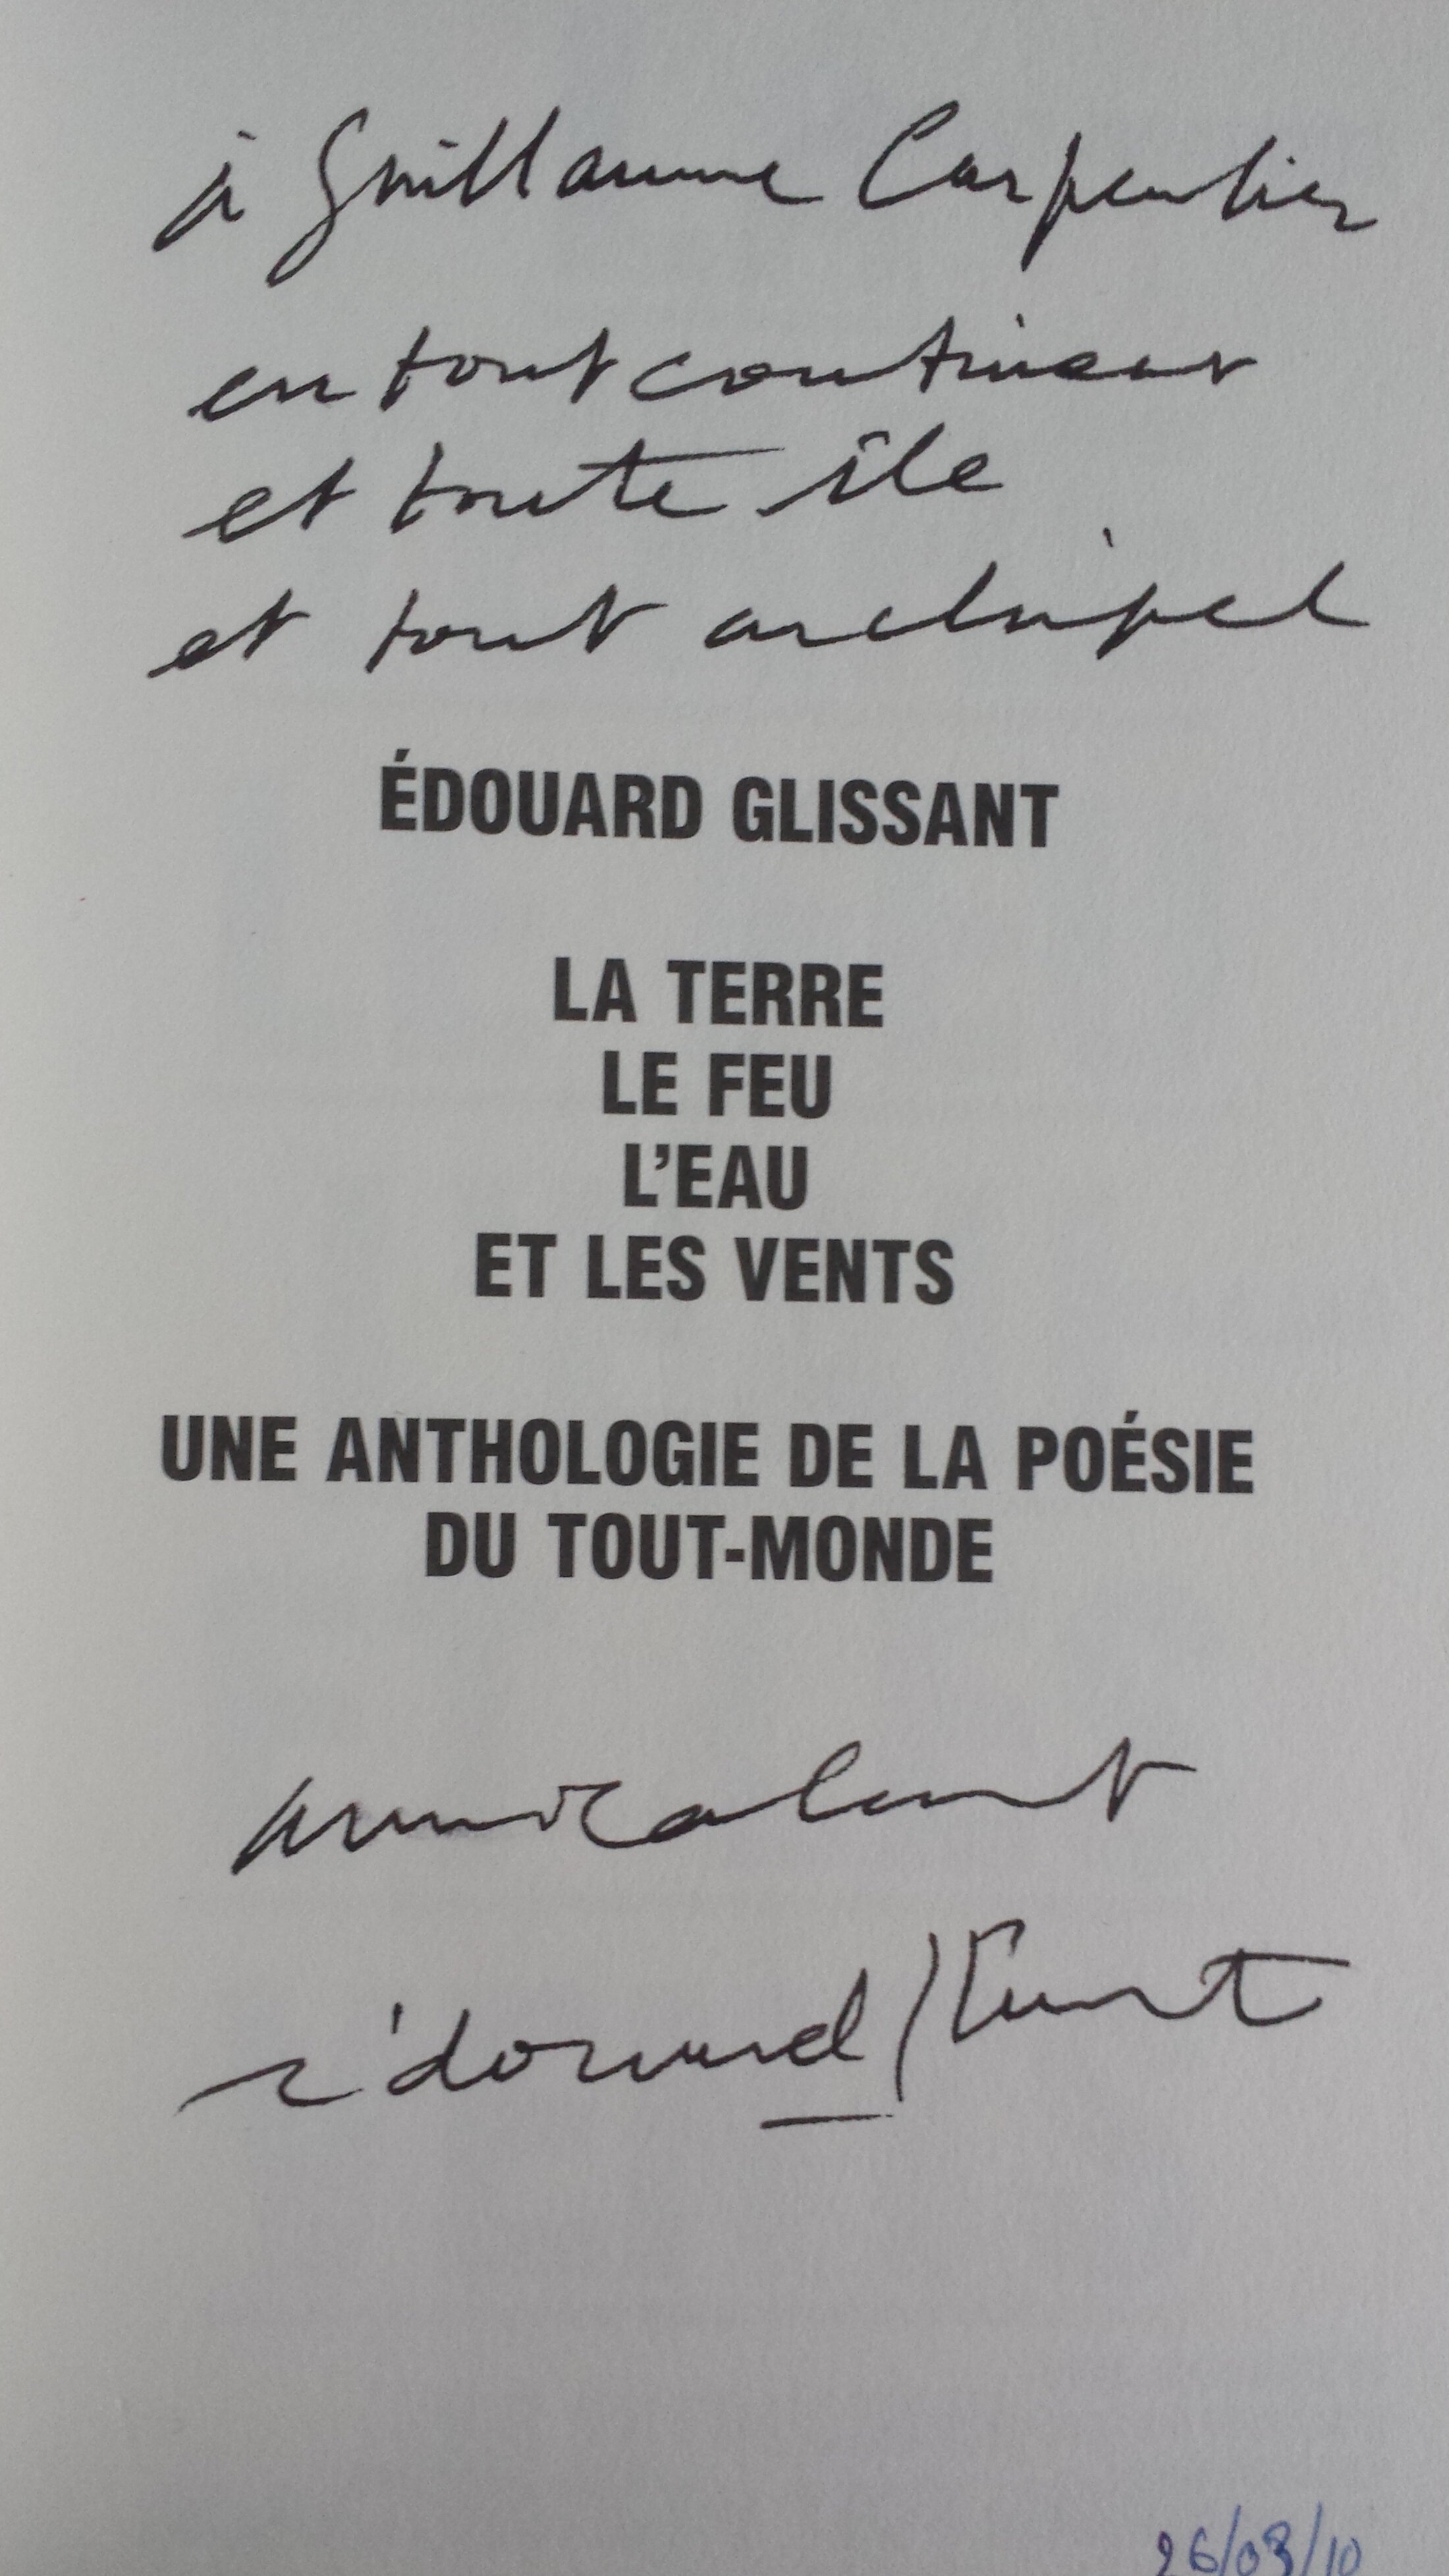 à Guillaume Carpentier
en tout continent
et toute île
et tout archipel
ÉDOUARD GLISSANT
LA TERRE
LE FEU
L'EAU
ET LES VENTS
UNE ANTHOLOGIE DE LA POÉSIE
DU TOUT-MONDE
amicalement
édouard Glissant
26/03/10